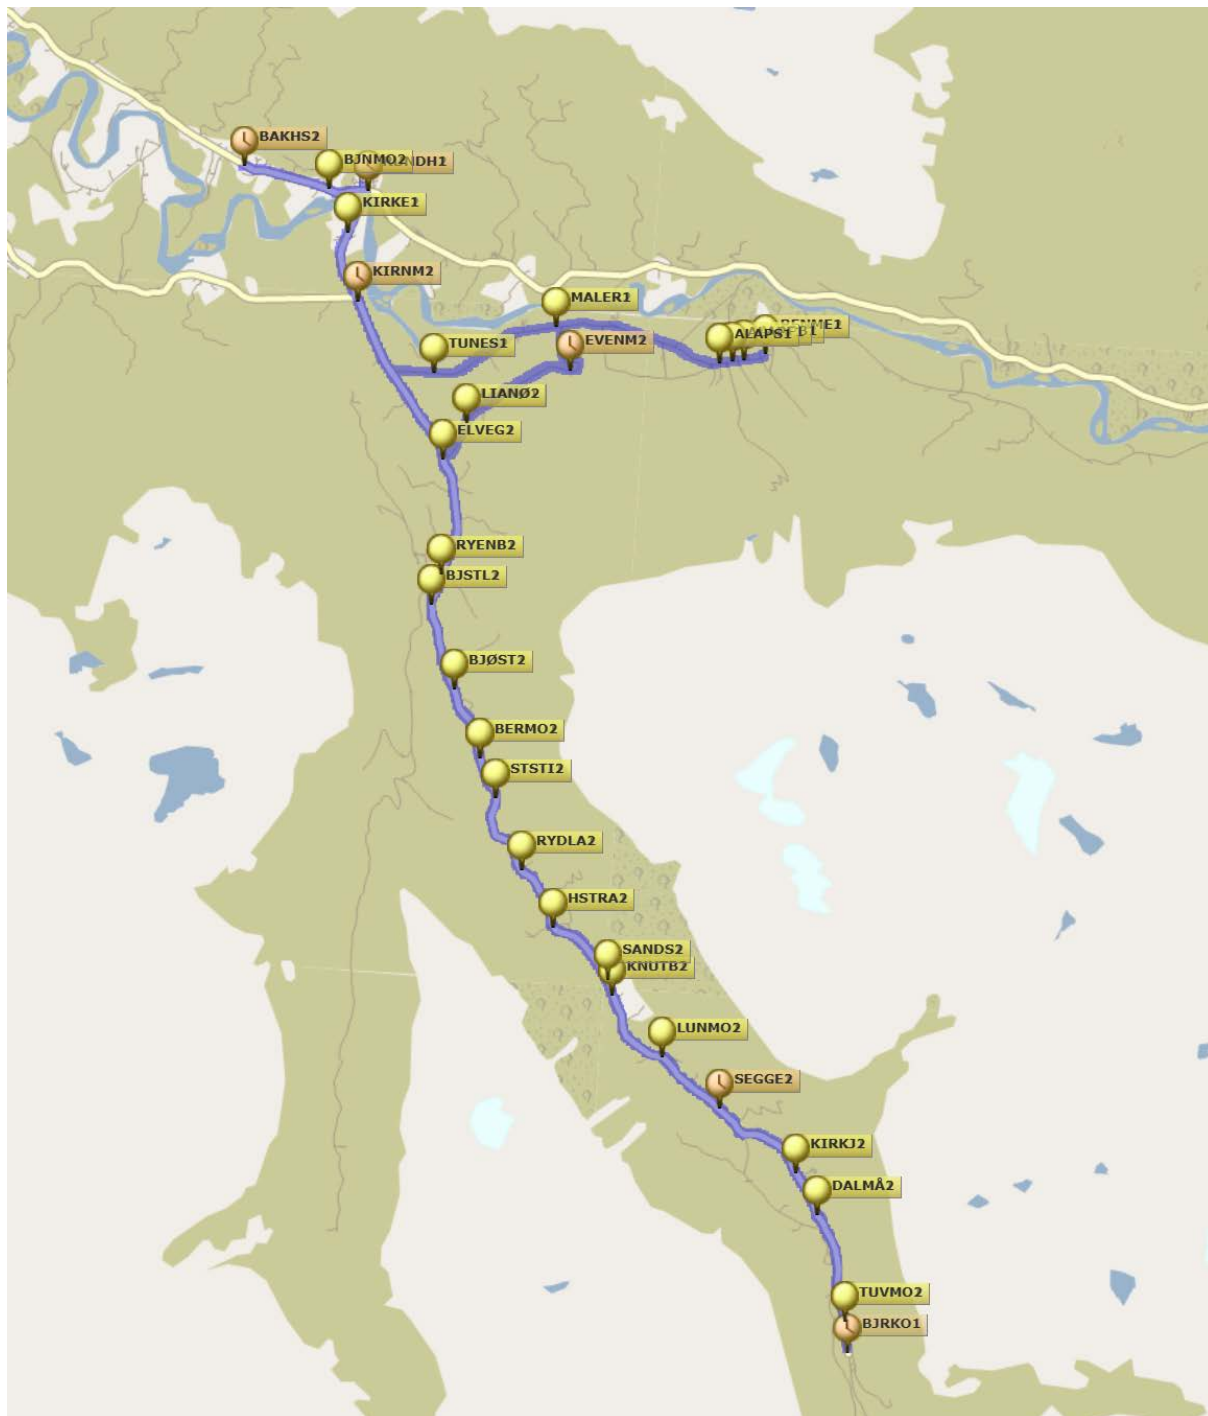 BAKHS2
BJNMO2
KIRKE1
KIRNM2
MALER1
ALAPS1
TUNES1
EVENM2
LIANØ2
ELVEG2
RYENB2
BJSTL2
BJØST2
BERMO2
STSTI2
RYDLA2
HSTRA2
SANDS2
KNUTB2
LUNMO2
SEGGE2
KIRKJ2
DALMÅ2
TUVMO2
BJRKO1